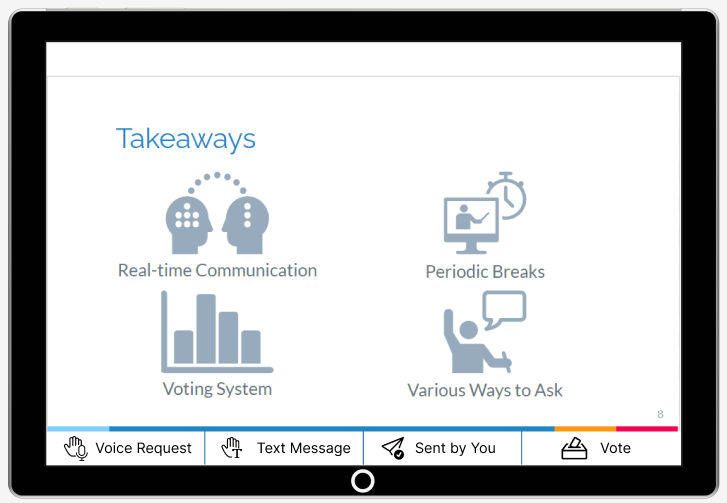 Takeaways
Real-time Communication
Periodic Breaks
Voting System
Various Ways to Ask
8
Voice Request
T
Text Message
Sent by You
Vote